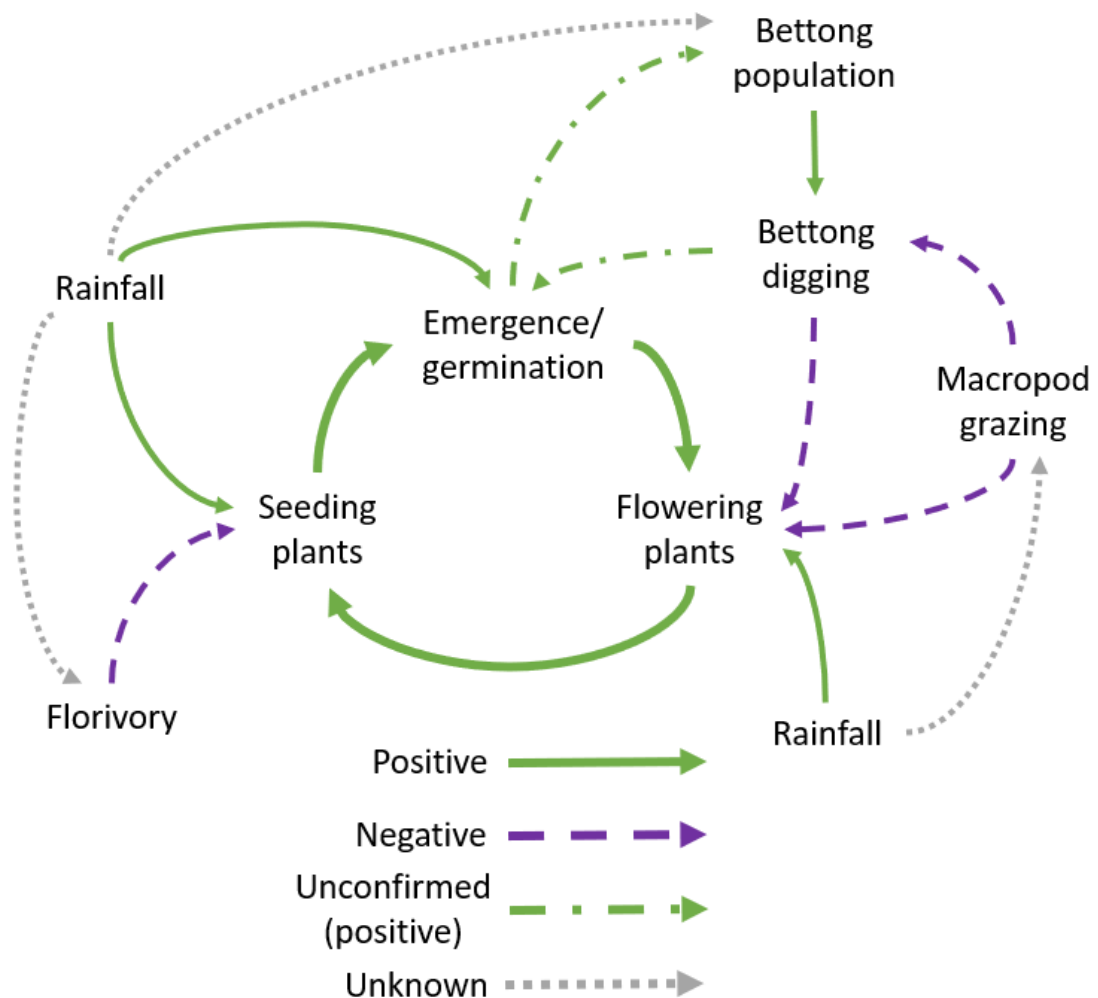 Bettong
population
Bettong
digging
Rainfall
Emergence/
germination
Macropod
grazing
Seeding
plants
Flowering
plants
Florivory
Rainfall
Positive
Negative
Unconfirmed
(positive)
Unknown